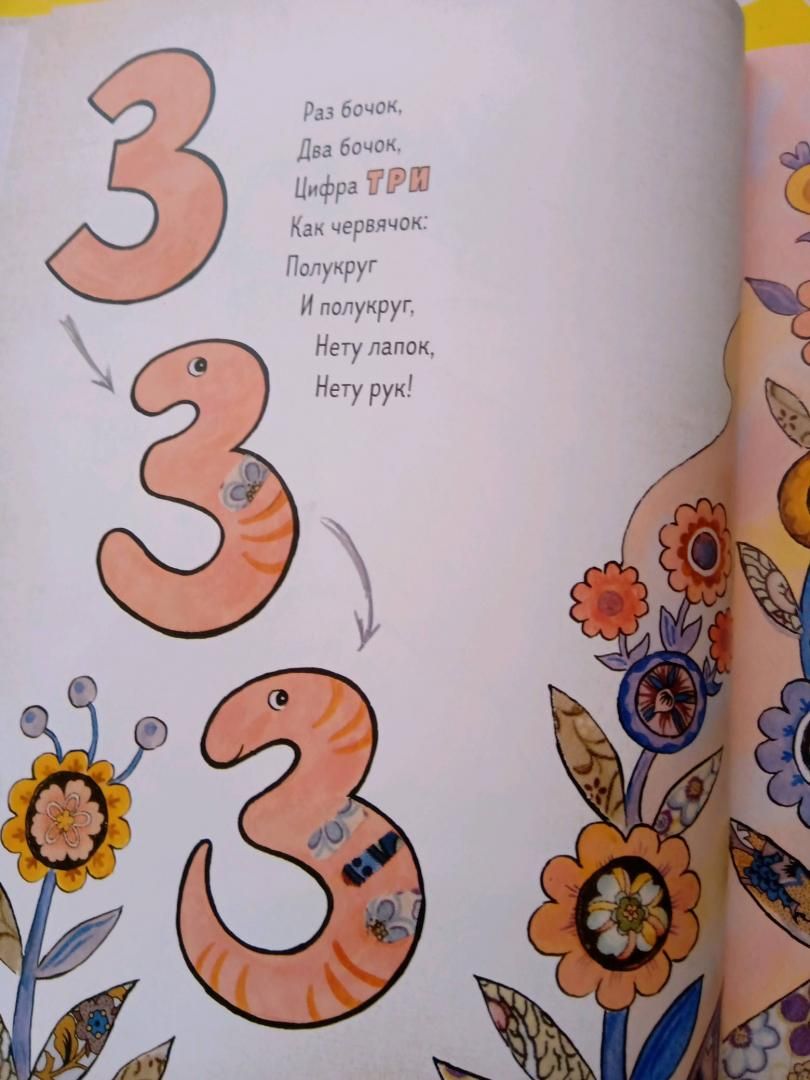 3
Раз бочок,
Два бочок,
Цифра ТРИ
Как червячок:
Полукруг
И полукруг,
Нету лапок,
Нету рук!
3
3